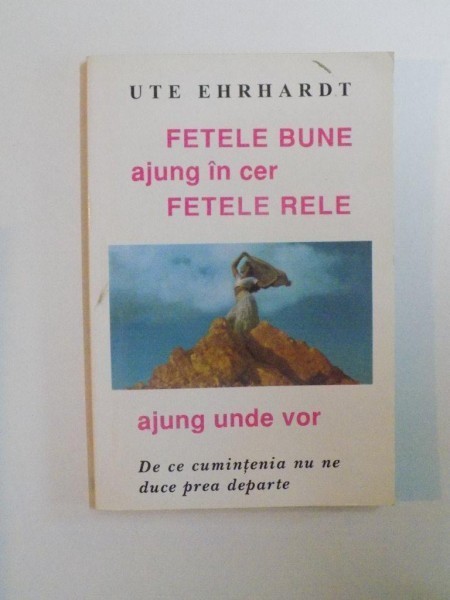 UTE EHRHARDT
FETELE BUNE
ajung în cer
FETELE RELE
ajung unde vor
De ce cumințenia nu ne
duce prea departe